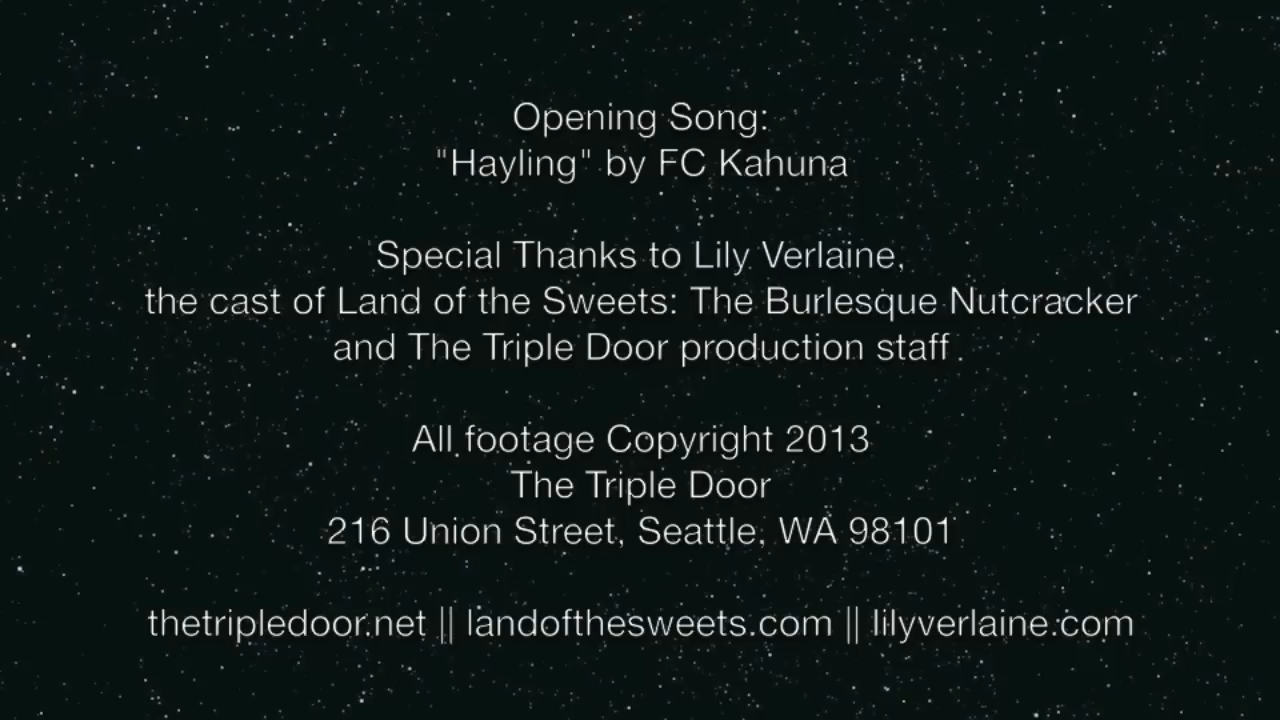 Opening Song:
"Hayling" by FC Kahuna
Special Thanks to Lily Verlaine,
the cast of Land of the Sweets: The Burlesque Nutcracker
and The Triple Door production staff.
All footage Copyright 2013
The Triple Door
216 Union Street, Seattle, WA 98101
thetripledoor.net || landofthesweets.com || lilyverlaine.com